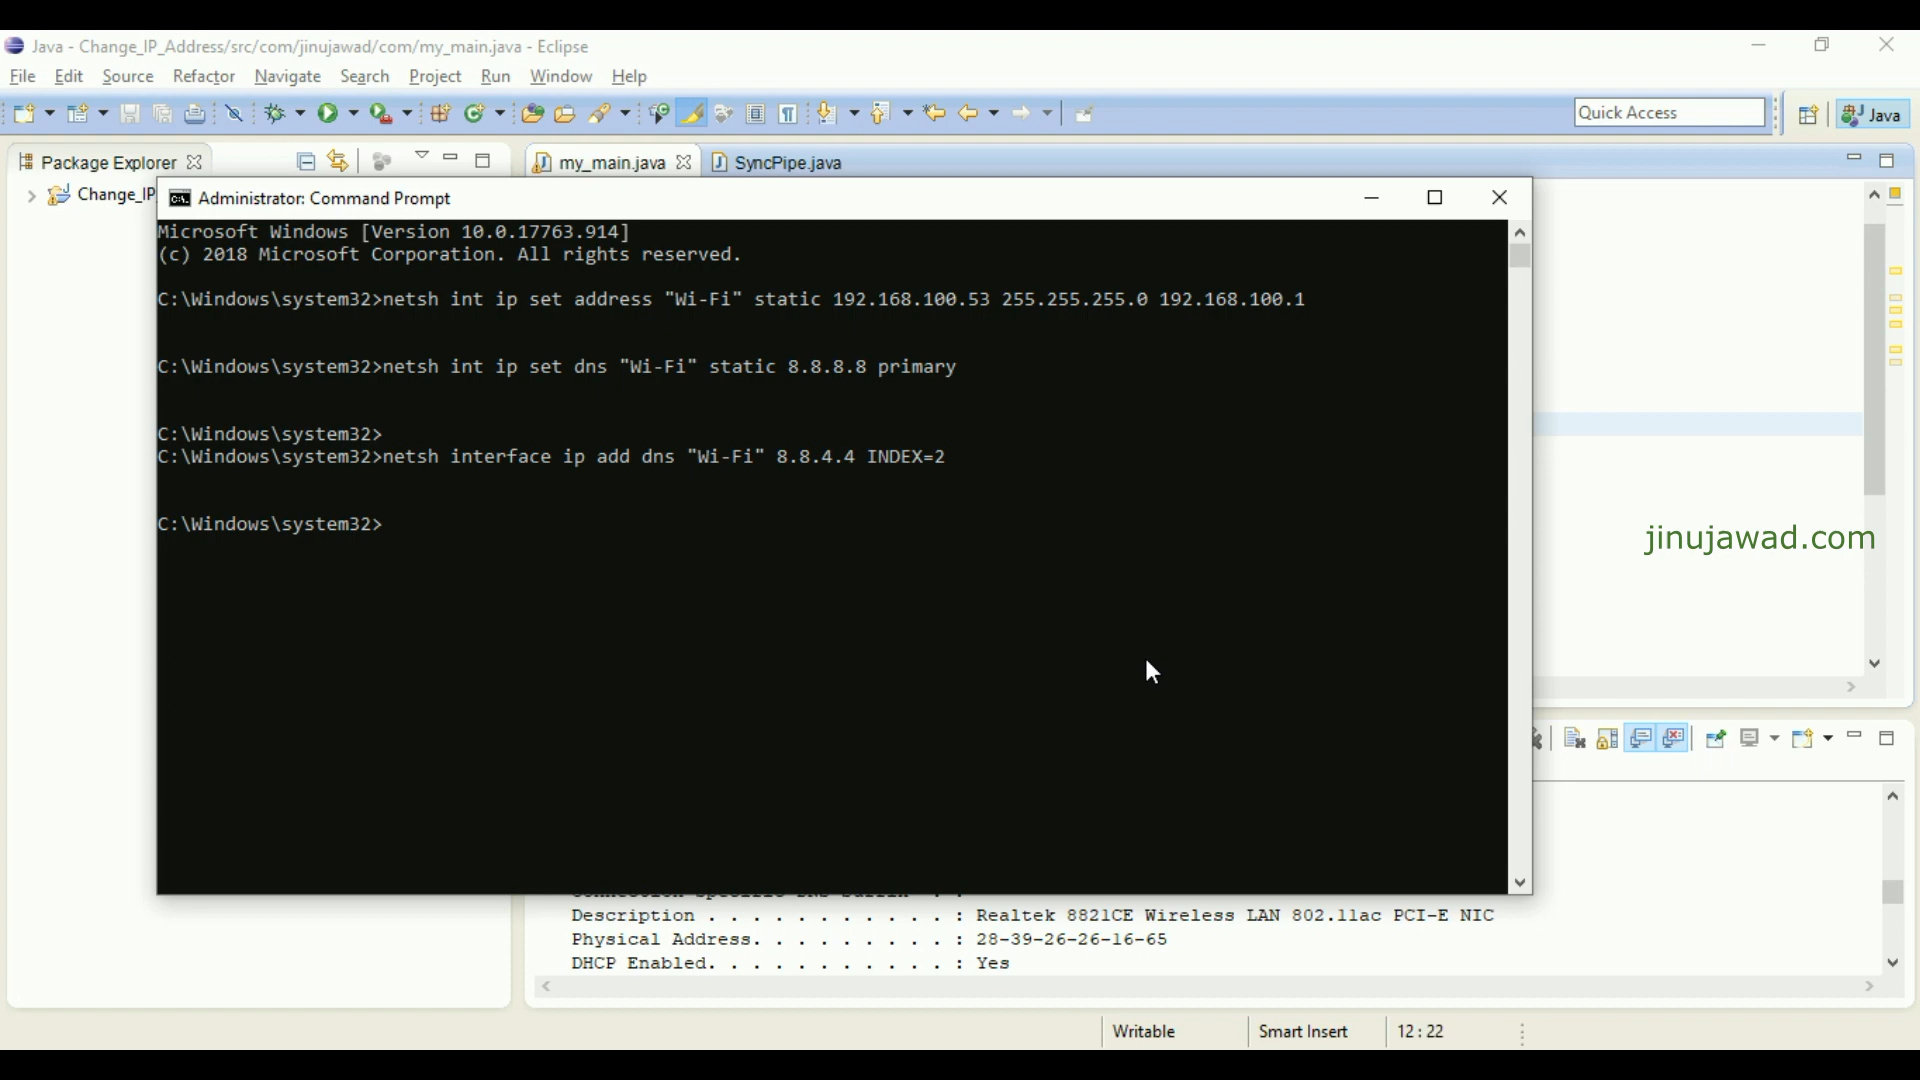 Java - Change_IP_Address/src/com/jinujawad/com/my_main.java - Eclipse
File Edit Source Refactor Navigate Search Project Run Window Help
Quick Access
Java
Package Explorer
my_main.java
SyncPipe.java
Change_IP
Administrator: Command Prompt
Microsoft Windows [Version 10.0.17763.914]
(c) 2018 Microsoft Corporation. All rights reserved.
C:\Windows\system32>netsh int ip set address "Wi-Fi" static 192.168.100.53 255.255.255.0 192.168.100.1
C:\Windows\system32>netsh int ip set dns "Wi-Fi" static 8.8.8.8 primary
C:\Windows\system32>
C:\Windows\system32>netsh interface ip add dns "Wi-Fi" 8.8.4.4 INDEX=2
C:\Windows\system32>
jinujawad.com
Description . . . . . . . . . . . : Realtek 8821CE Wireless LAN 802.11ac PCI-E NIC
Physical Address. . . . . . . . . : 28-39-26-26-16-65
DHCP Enabled. . . . . . . . . . . : Yes
Writable
Smart Insert
12 : 22